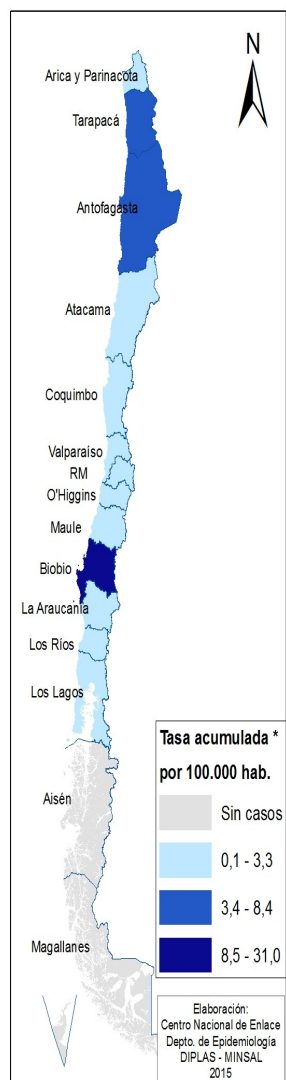 N
Arica y Parinacota
Tarapacá
Antofagasta
Atacama
Coquimbo
Valparaíso
RM
O'Higgins
Maule
Biobio
La Araucanía
Los Ríos
Los Lagos
Aisén
Magallanes
Tasa acumulada *
por 100.000 hab.
Sin casos
0,1 - 3,3
3,4 - 8,4
8,5 - 31,0
Elaboración:
Centro Nacional de Enlace
Depto. de Epidemiología
DIPLAS - MINSAL
2015